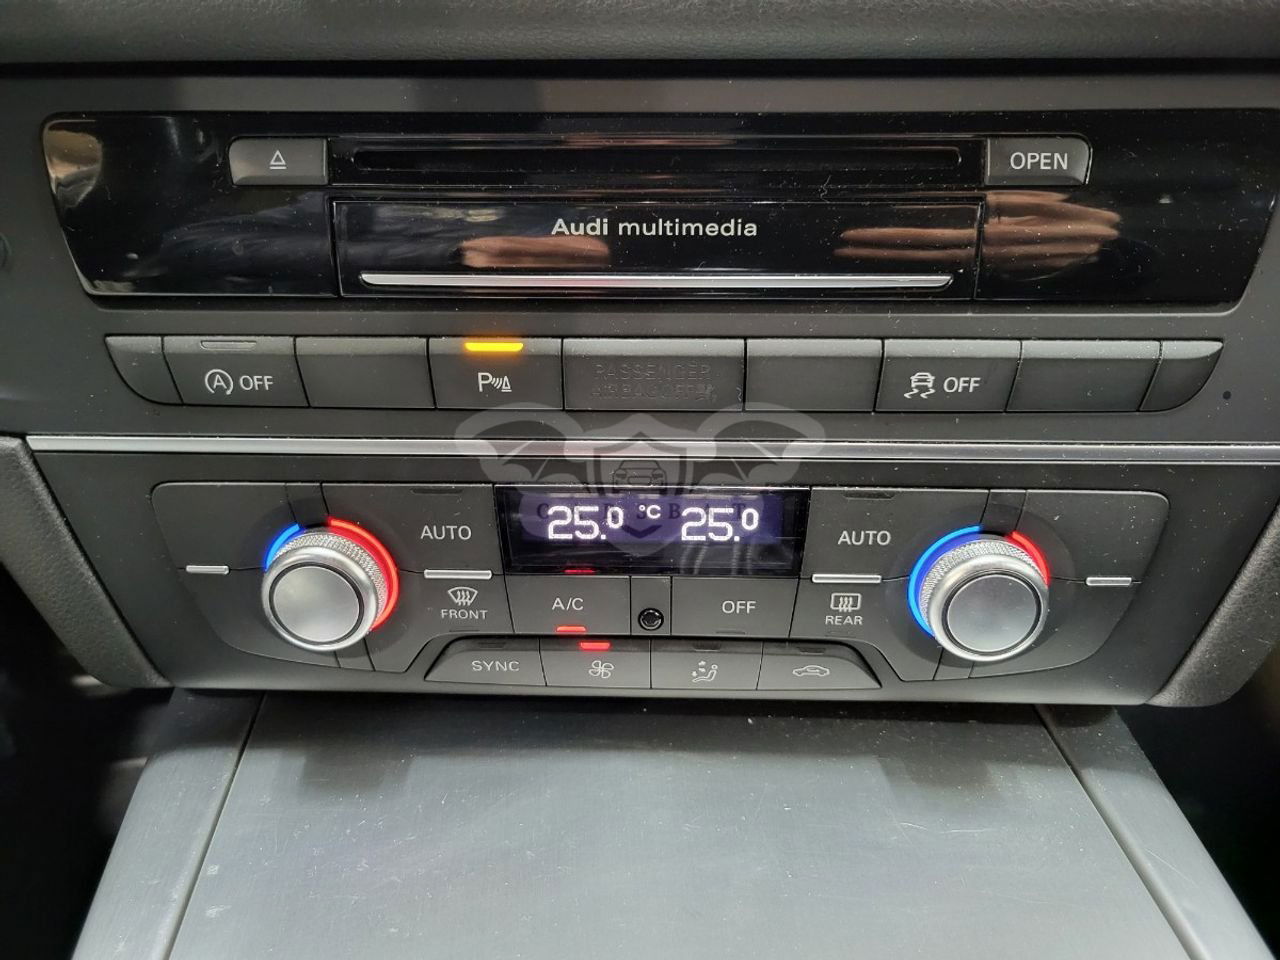 OPEN
Audi multimedia
A OFF
P
PASSENGER
AIRBAG OFF
OFF
AUTO
25.0 °C 25.0
AUTO
FRONT
A/C
OFF
REAR
SYNC